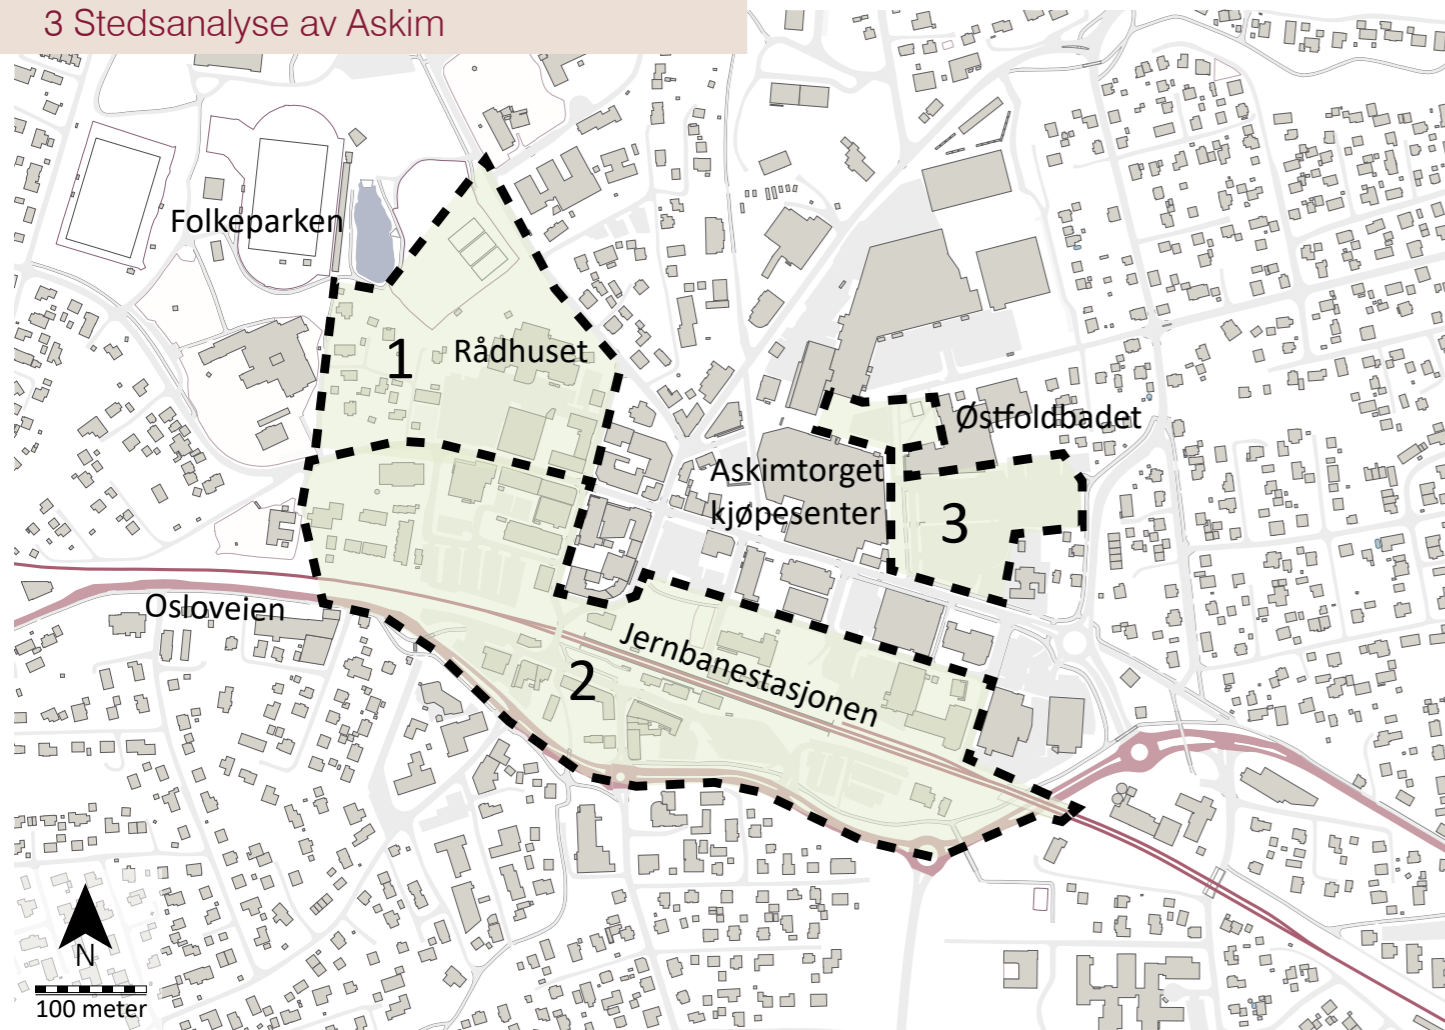 3 Stedsanalyse av Askim
Folkeparken
1
Rådhuset
Østfoldbadet
Askimtorget
kjøpesenter
3
Osloveien
Jernbanestasjonen
2
N
100 meter